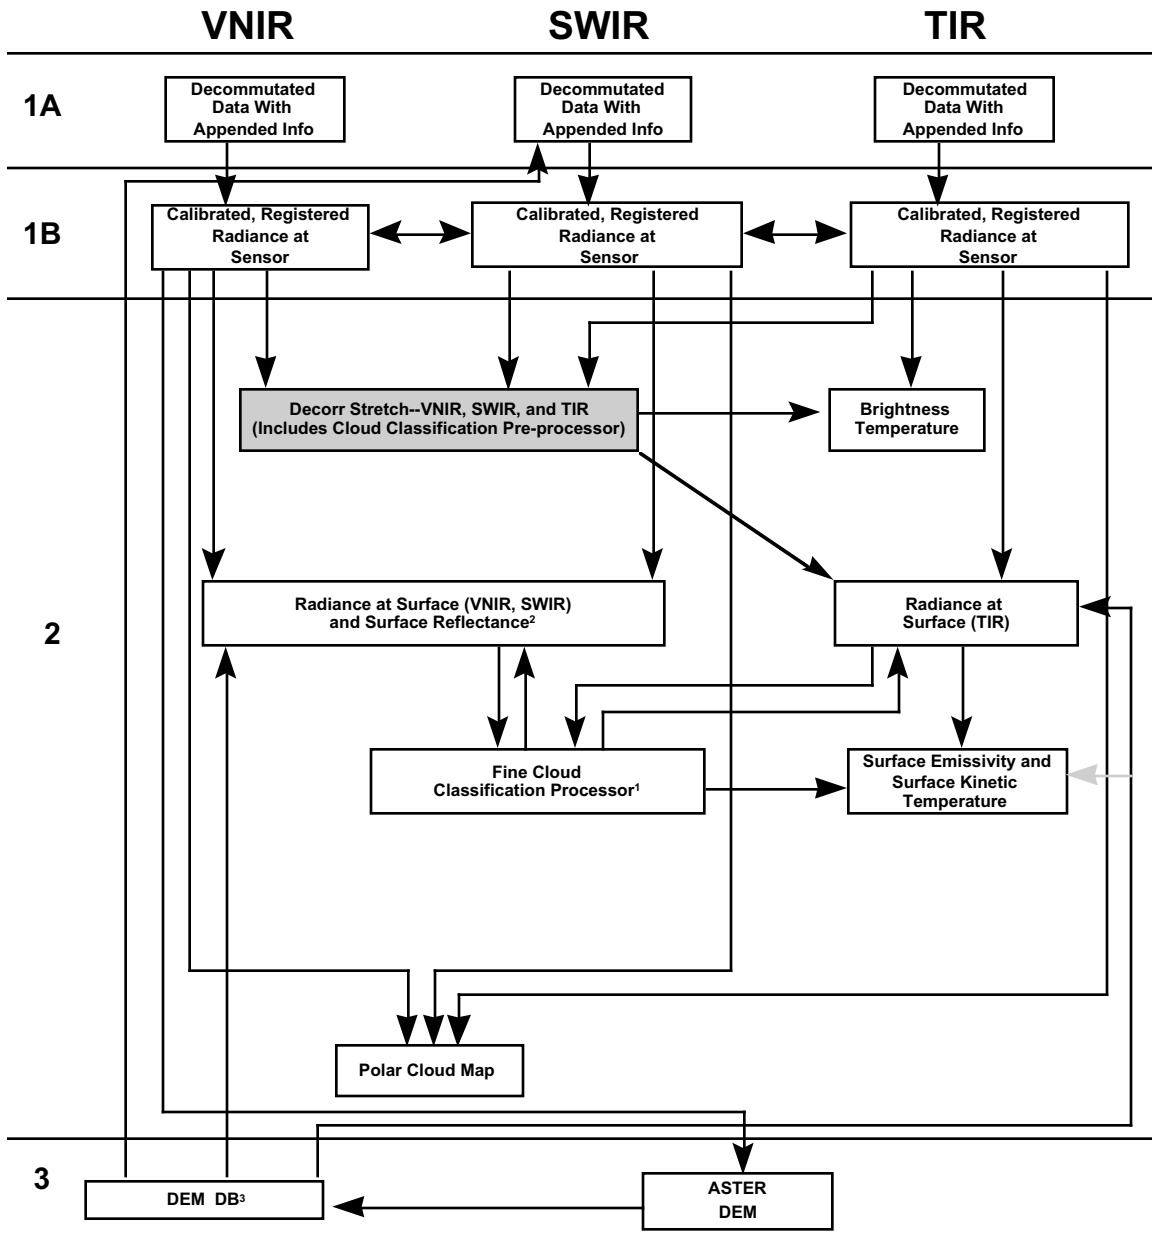 VNIR SWIR TIR
1A
Decommutated
Data With
Appended Info
Decommutated
Data With
Appended Info
Decommutated
Data With
Appended Info
1B
Calibrated, Registered
Radiance at
Sensor
Calibrated, Registered
Radiance at
Sensor
Calibrated, Registered
Radiance at
Sensor
2
Decorr Stretch--VNIR, SWIR, and TIR
(Includes Cloud Classification Pre-processor)
Brightness
Temperature
Radiance at Surface (VNIR, SWIR)
and Surface Reflectance²
Radiance at
Surface (TIR)
Fine Cloud
Classification Processor¹
Surface Emissivity and
Surface Kinetic
Temperature
Polar Cloud Map
3
DEM DB³
ASTER
DEM